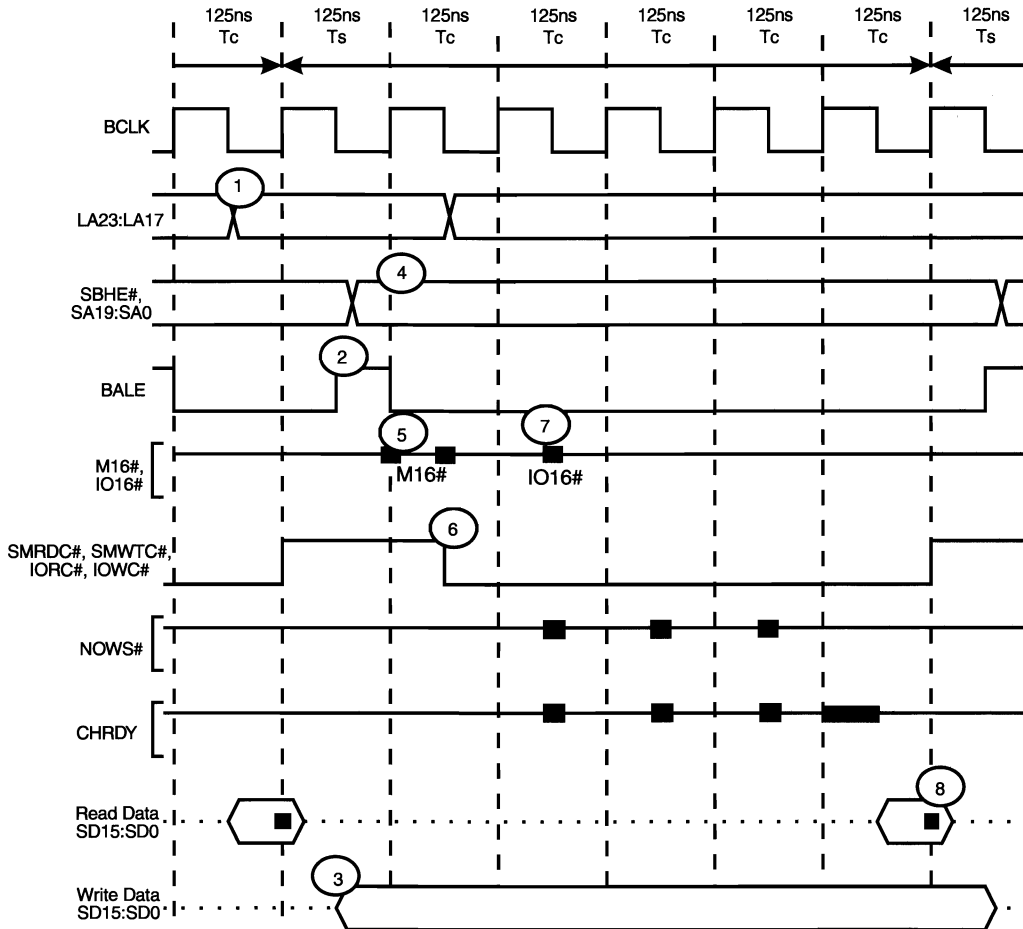 125ns 125ns 125ns 125ns 125ns 125ns 125ns 125ns
Tc Ts Tc Tc Tc Tc Tc Ts
BCLK
1
LA23:LA17
4
SBHE#,
SA19:SA0
2
BALE
5
7
M16#,
IO16#
M16#
IO16#
6
SMRDC#, SMWTC#,
IORC#, IOWC#
NOWS#
CHRDY
8
Read Data
SD15:SD0
3
Write Data
SD15:SD0